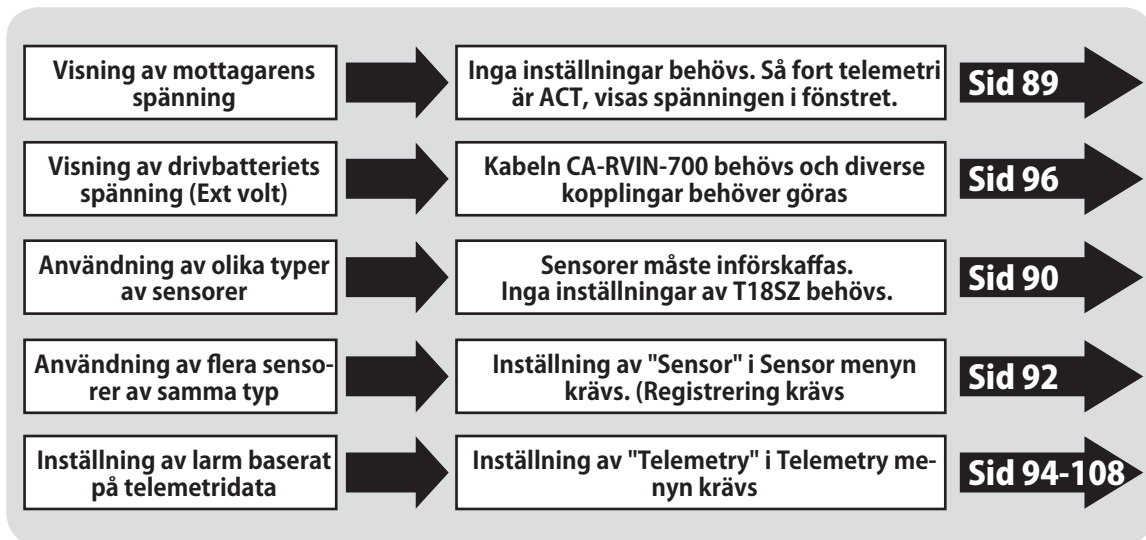 Visning av mottagarens
spänning
Inga inställningar behövs. Så fort telemetri
är ACT, visas spänningen i fönstret.
Sid 89
Visning av drivbatteriets
spänning (Ext volt)
Kabeln CA-RVIN-700 behövs och diverse
kopplingar behöver göras
Sid 96
Användning av olika typer
av sensorer
Sensorer måste införskaffas.
Inga inställningar av T18SZ behövs.
Sid 90
Användning av flera senso-
rer av samma typ
Inställning av "Sensor" i Sensor menyn
krävs. (Registrering krävs
Sid 92
Inställning av larm baserat
på telemetridata
Inställning av "Telemetry" i Telemetry me-
nyn krävs
Sid 94-108